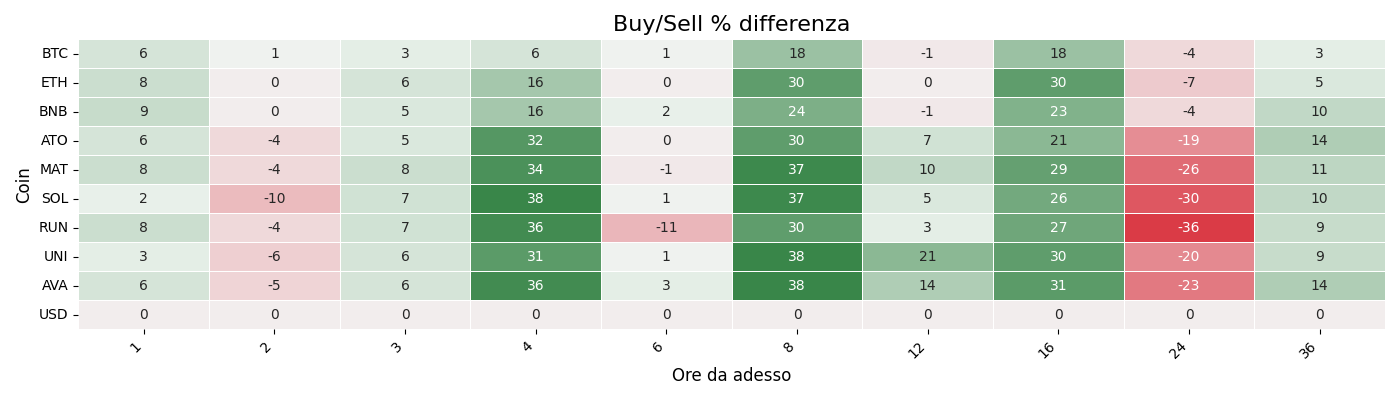 Buy/Sell % differenza
Coin
BTC 6 1 3 6 1 18 -1 18 -4 3
ETH 8 0 6 16 0 30 0 30 -7 5
BNB 9 0 5 16 2 24 -1 23 -4 10
ATO 6 -4 5 32 0 30 7 21 -19 14
MAT 8 -4 8 34 -1 37 10 29 -26 11
SOL 2 -10 7 38 1 37 5 26 -30 10
RUN 8 -4 7 36 -11 30 3 27 -36 9
UNI 3 -6 6 31 1 38 21 30 -20 9
AVA 6 -5 6 36 3 38 14 31 -23 14
USD 0 0 0 0 0 0 0 0 0 0
1 2 3 4 6 8 12 16 24 36
Ore da adesso